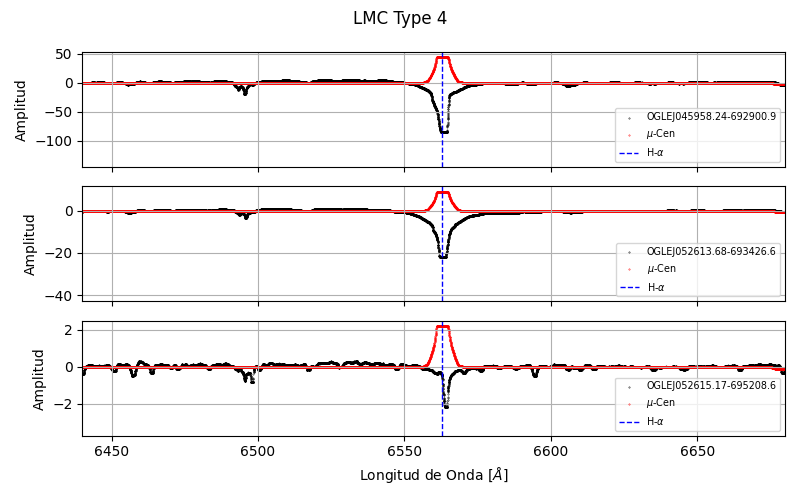 LMC Type 4
50
0
−50
−100
Amplitud
OGLEJ045958.24-692900.9
μ-Cen
H-α
0
−20
−40
Amplitud
OGLEJ052613.68-693426.6
μ-Cen
H-α
2
0
−2
Amplitud
OGLEJ052615.17-695208.6
μ-Cen
H-α
6450 6500 6550 6600 6650
Longitud de Onda [Å]